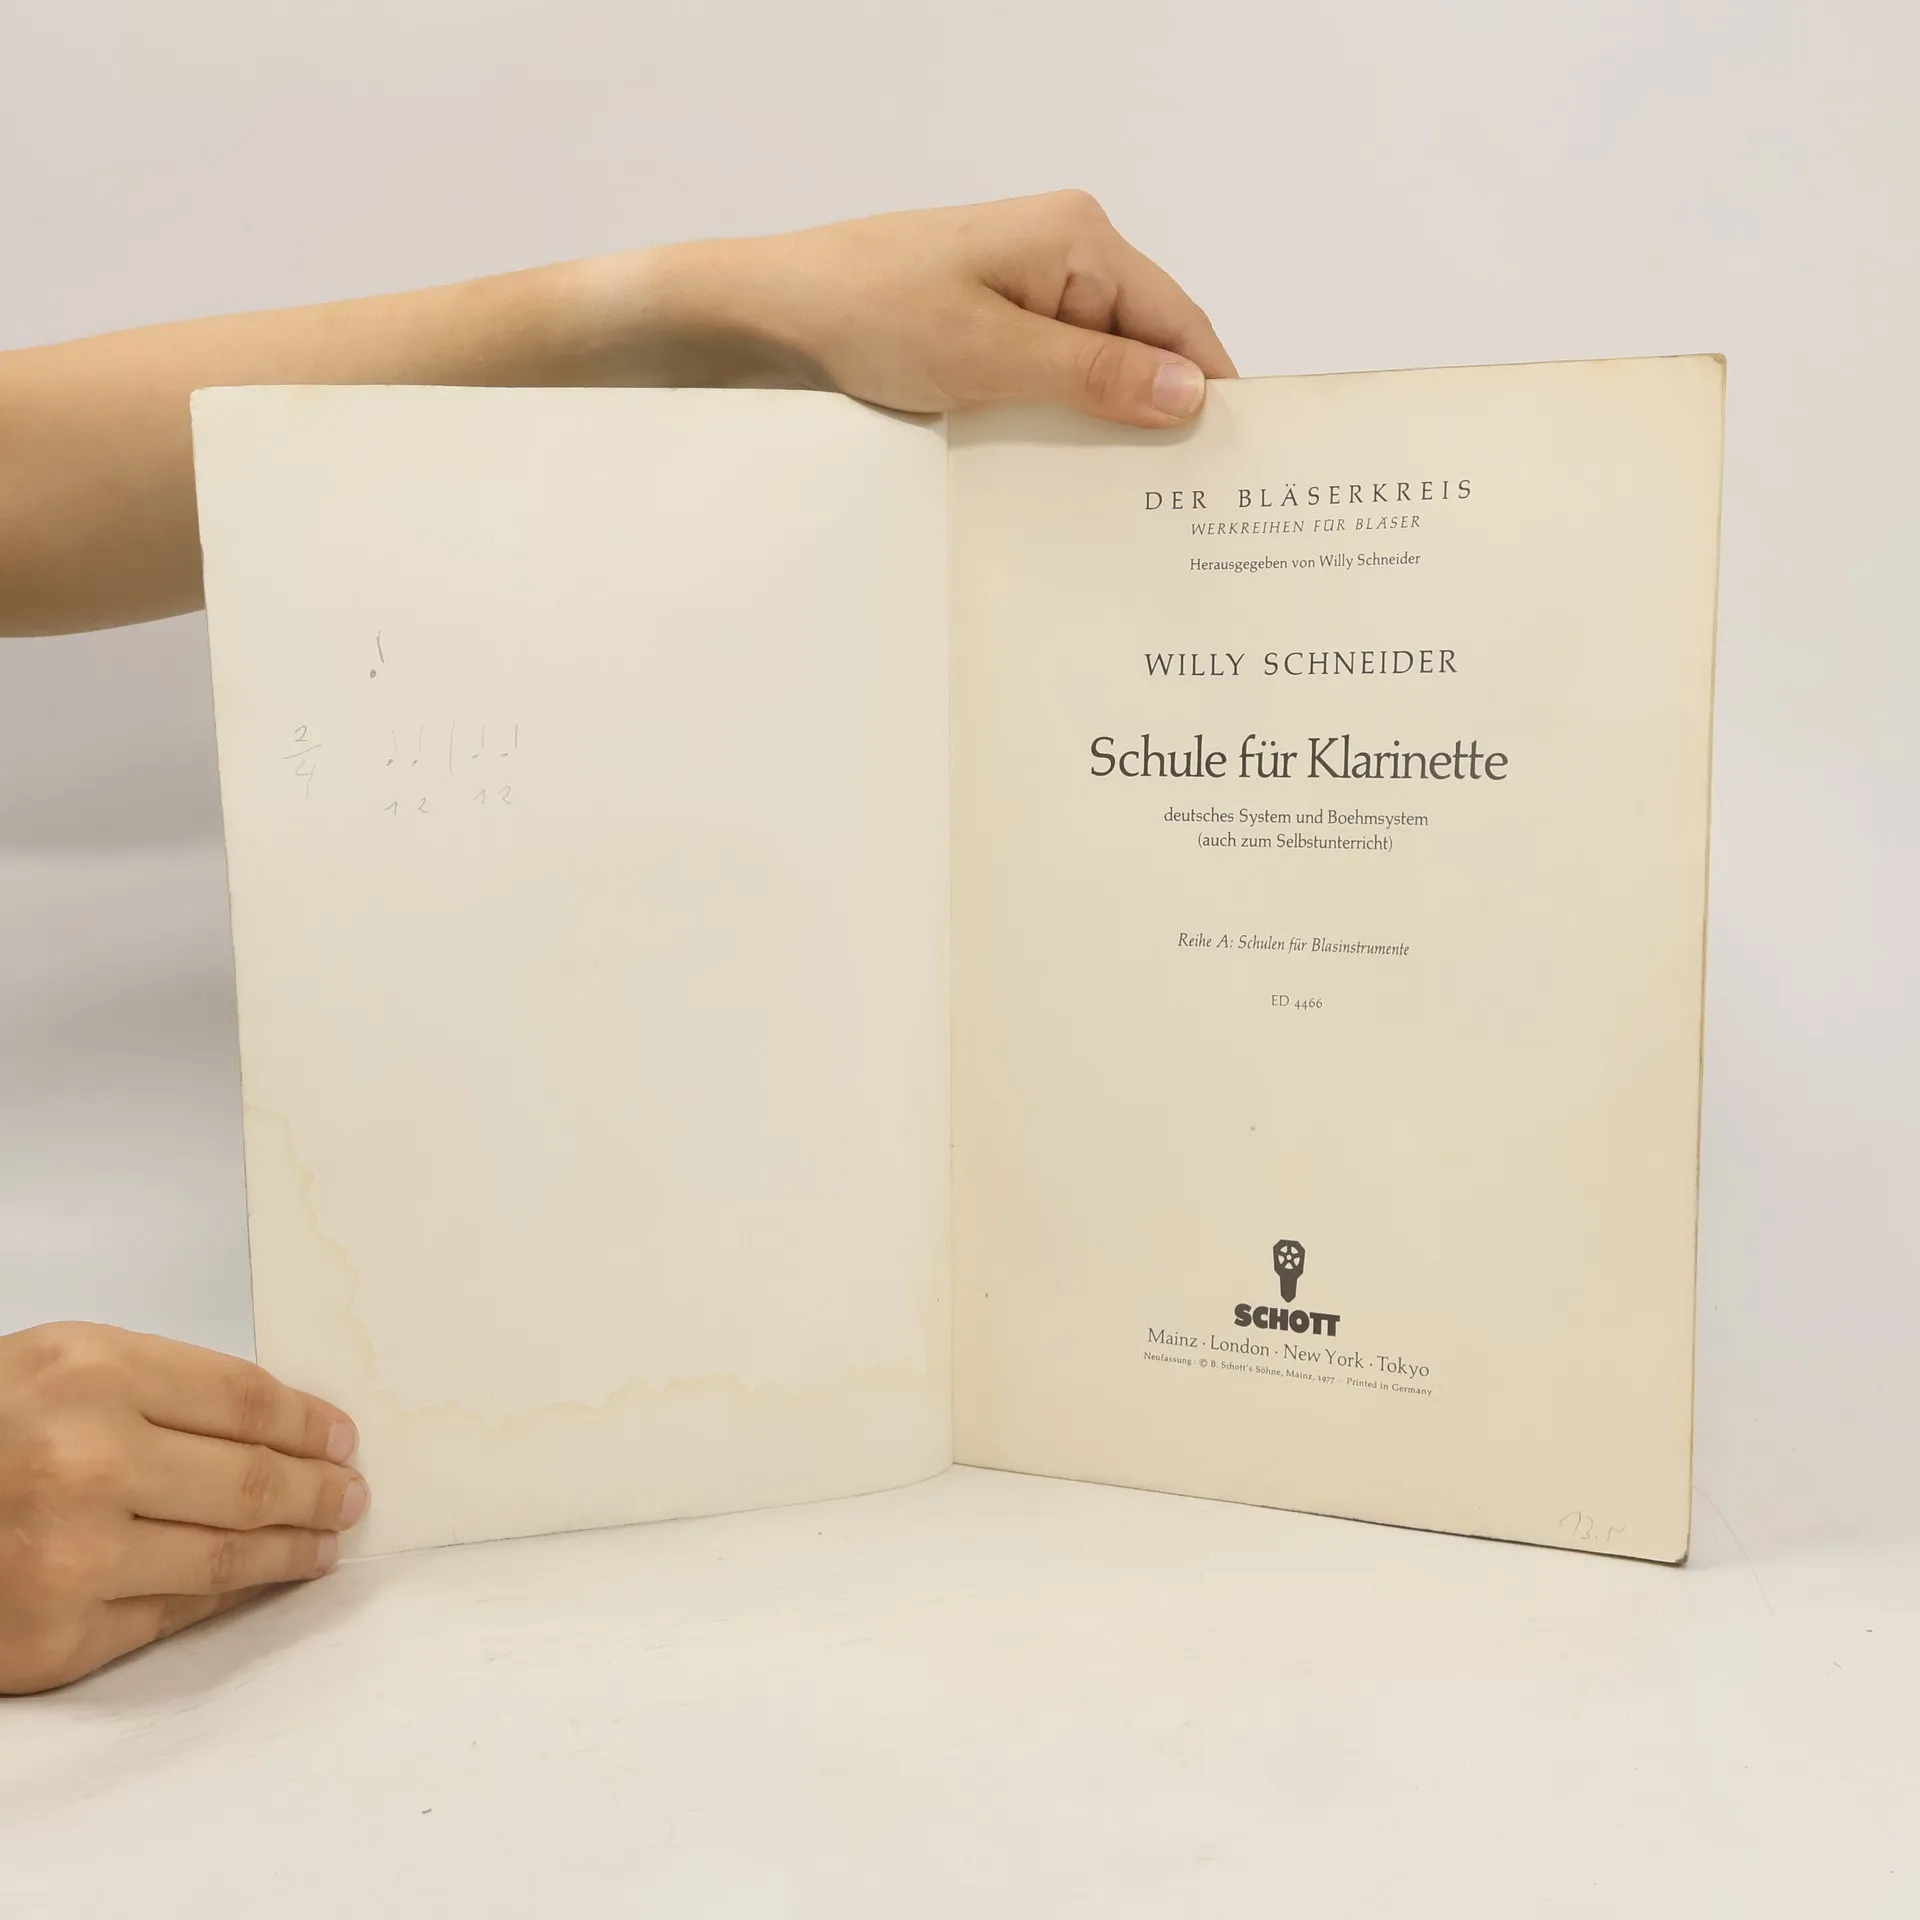 2
4
1 2 1 2
DER BLÄSERKREIS
WERKREIHEN FÜR BLÄSER
Herausgegeben von Willy Schneider
WILLY SCHNEIDER
Schule für Klarinette
deutsches System und Boehmsystem
(auch zum Selbstunterricht)
Reihe A: Schulen für Blasinstrumente
ED 4466
SCHOTT
Mainz · London · New York · Tokyo
Neufassung: © B. Schott's Söhne, Mainz, 1977 · Printed in Germany